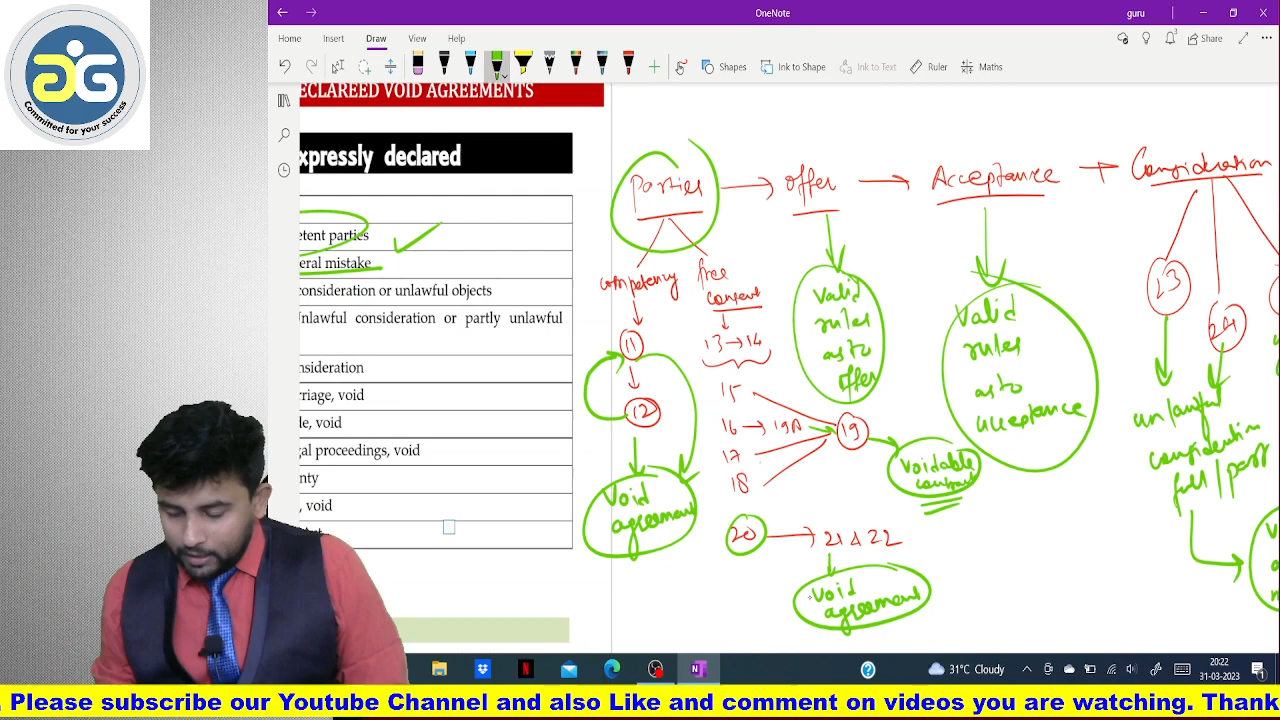 Committed for your success
OneNote
guru
Home
Insert
Draw
View
Help
Share
Shapes
Ink to Shape
Ink to Text
Ruler
Maths
ECLAREED VOID AGREEMENTS
xpressly declared
etent parties
eral mistake
consideration or unlawful objects
Unlawful consideration or partly unlawful
nsideration
rriage, void
le, void
gal proceedings, void
nty
, void
Parties → Offer → Acceptance → Consideration
competency
free
consent
11
12
13 → 14
15
16 → 19A
17
18
19
Void
agreement
Voidable
contract
20 → 21 & 22
Void
agreement
Valid
rules
as to
offer
Valid
rules
as to
acceptance
23
24
unlawful
consideration
full / part
31°C Cloudy
20:22
31-03-2023
. Please subscribe our Youtube Channel and also Like and comment on videos you are watching. Thank